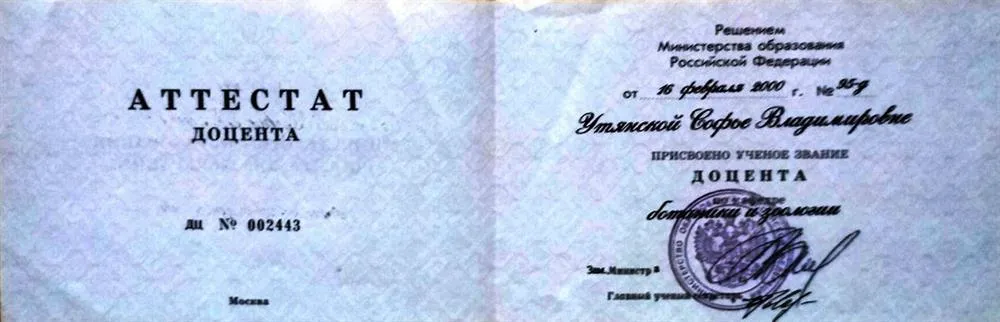 АТТЕСТАТ
ДОЦЕНТА
ДЦ № 002443
Москва
Решением
Министерства образования
Российской Федерации
от 16 февраля 2000 г. № 95-д
Утянской Софье Владимировне
ПРИСВОЕНО УЧЕНОЕ ЗВАНИЕ
ДОЦЕНТА
по кафедре
ботаники и зоологии
Зам. Министра
Главный ученый секретарь